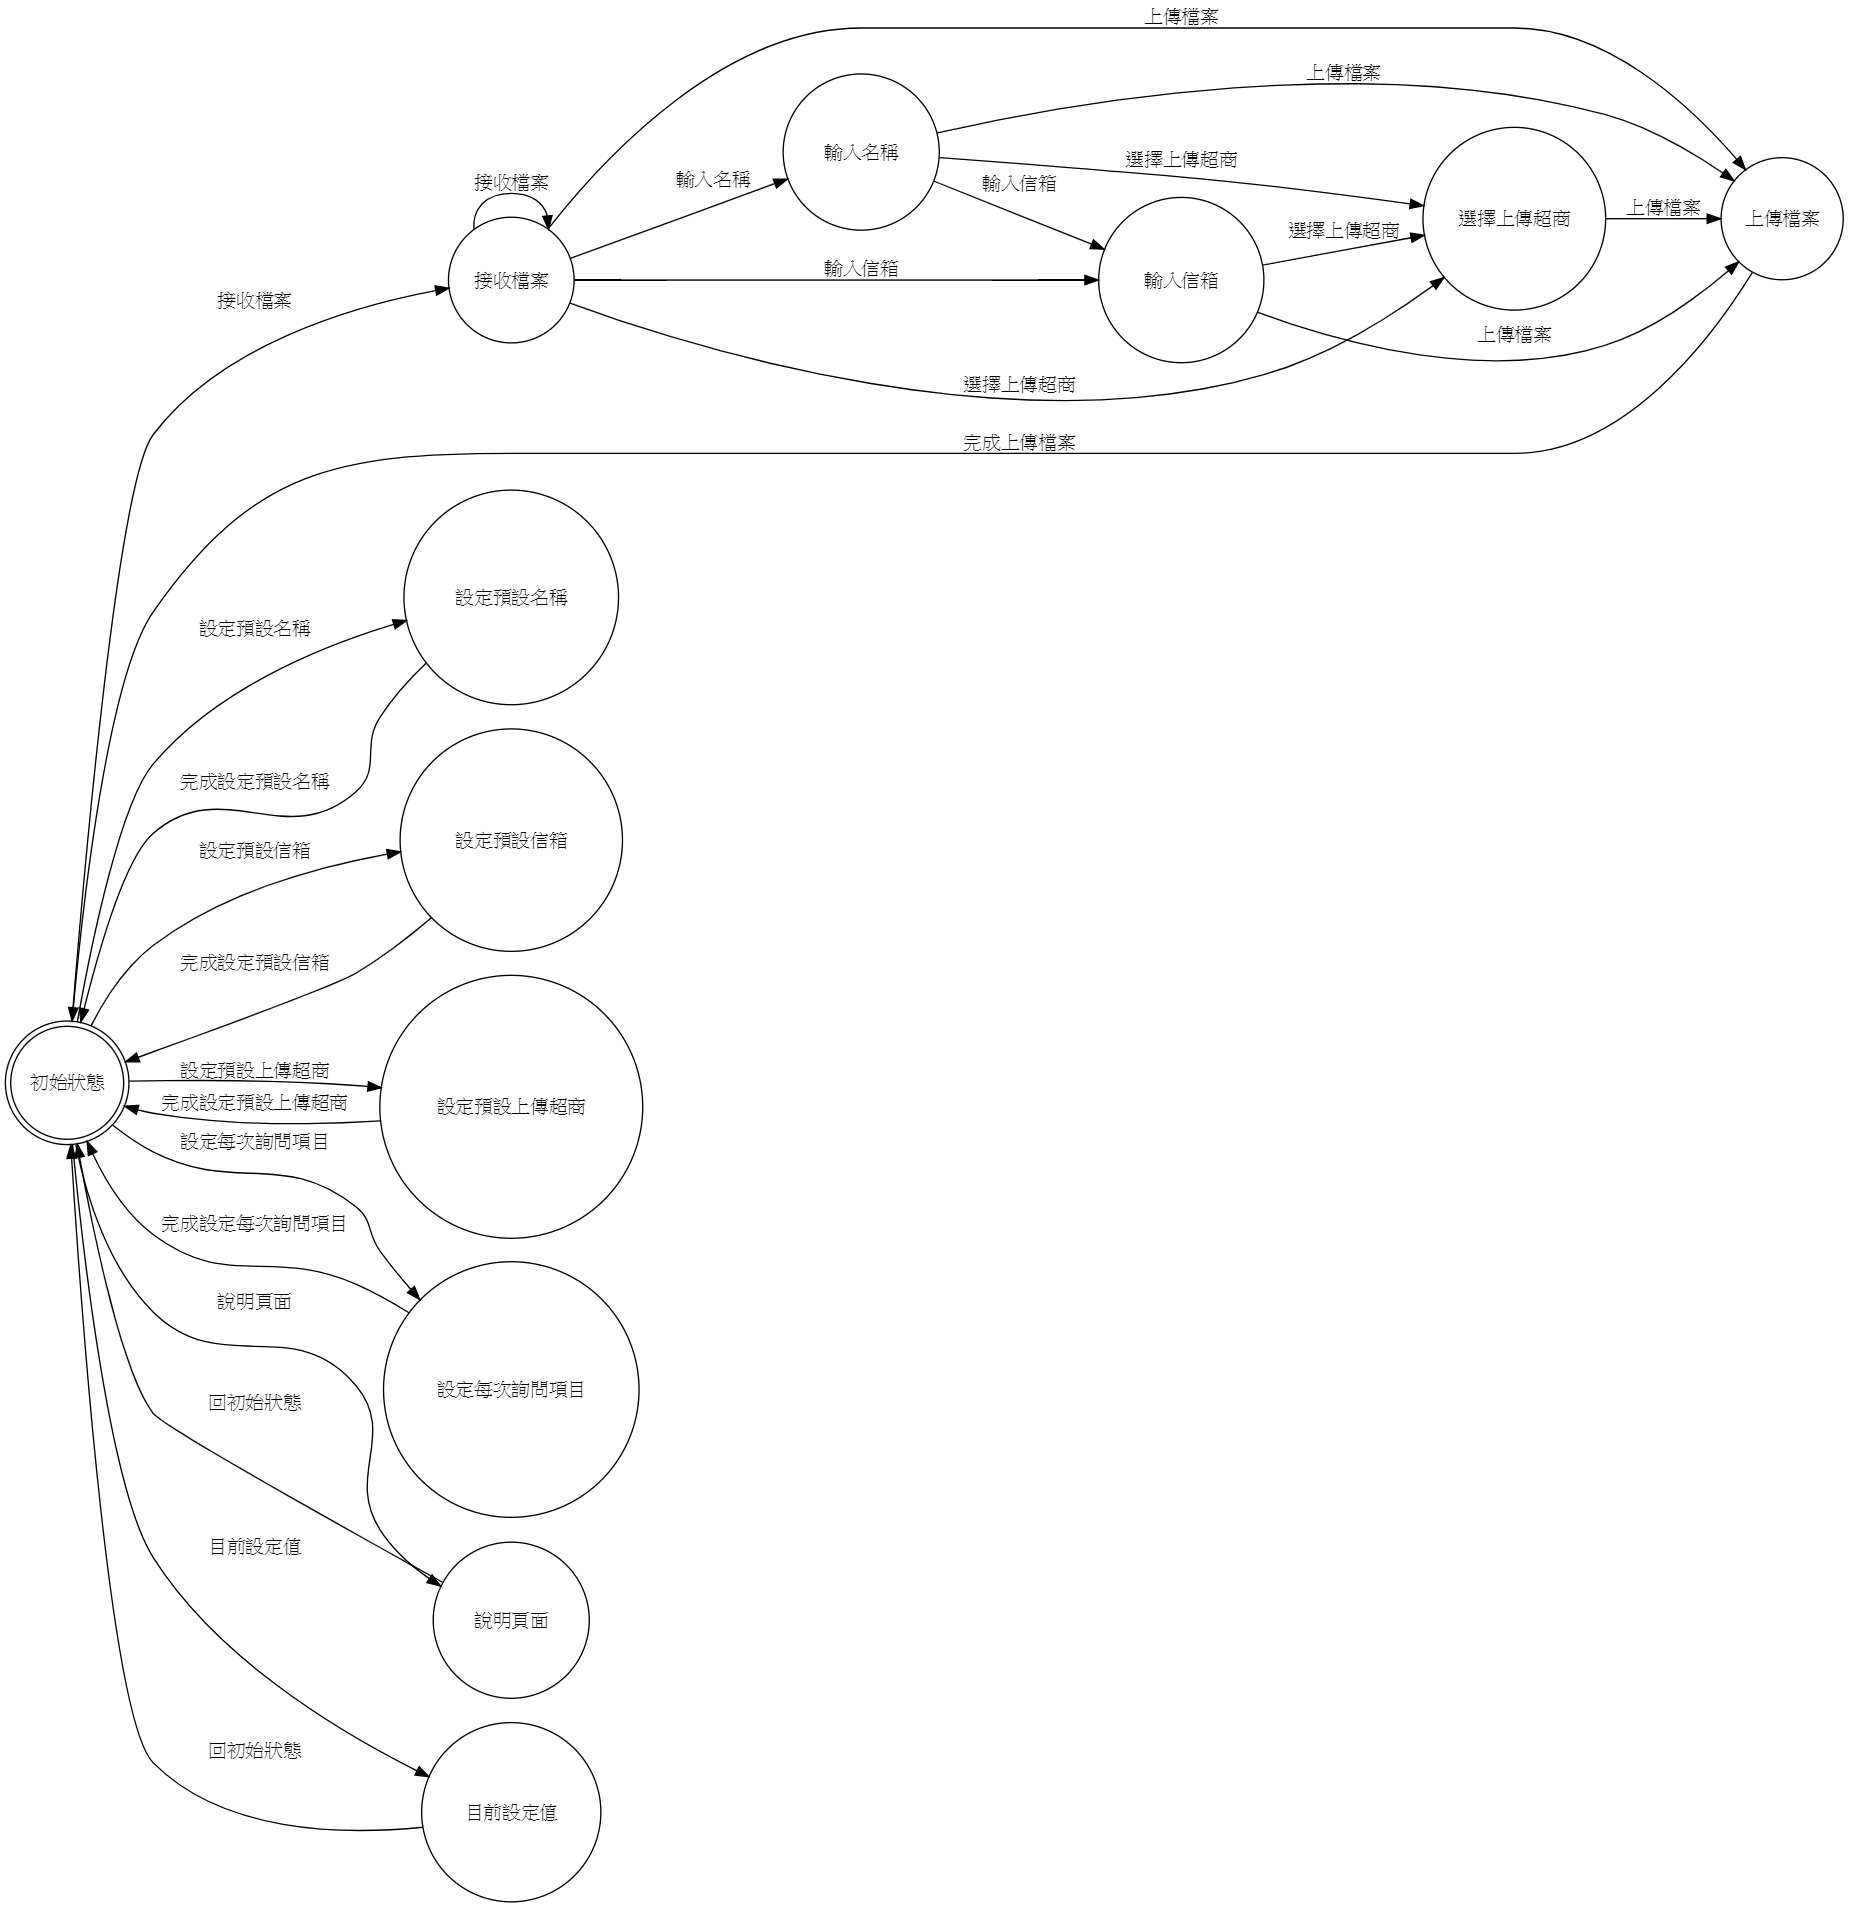 上傳檔案
上傳檔案
輸入名稱
選擇上傳超商
接收檔案
輸入名稱
輸入信箱
上傳檔案
選擇上傳超商
上傳檔案
選擇上傳超商
輸入信箱
接收檔案
輸入信箱
接收檔案
上傳檔案
選擇上傳超商
完成上傳檔案
設定預設名稱
設定預設名稱
完成設定預設名稱
設定預設信箱
設定預設信箱
完成設定預設信箱
設定預設上傳超商
初始狀態
完成設定預設上傳超商
設定預設上傳超商
設定每次詢問項目
完成設定每次詢問項目
說明頁面
設定每次詢問項目
回初始狀態
目前設定值
說明頁面
回初始狀態
目前設定值